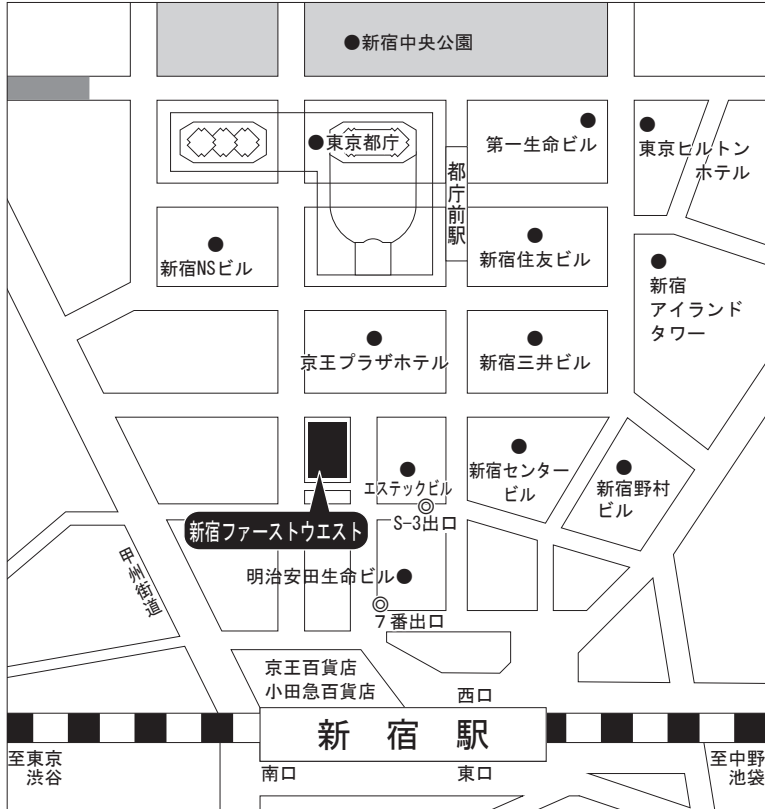 ●新宿中央公園
●東京都庁
第一生命ビル
東京ヒルトン
ホテル
都庁前駅
新宿NSビル
新宿住友ビル
新宿
アイランド
タワー
京王プラザホテル
新宿三井ビル
エステックビル
新宿センター
ビル
新宿野村
ビル
S-3出口
新宿ファーストウエスト
甲州街道
明治安田生命ビル●
7番出口
京王百貨店
小田急百貨店
西口
新宿駅
至東京
渋谷
南口
東口
至中野
池袋